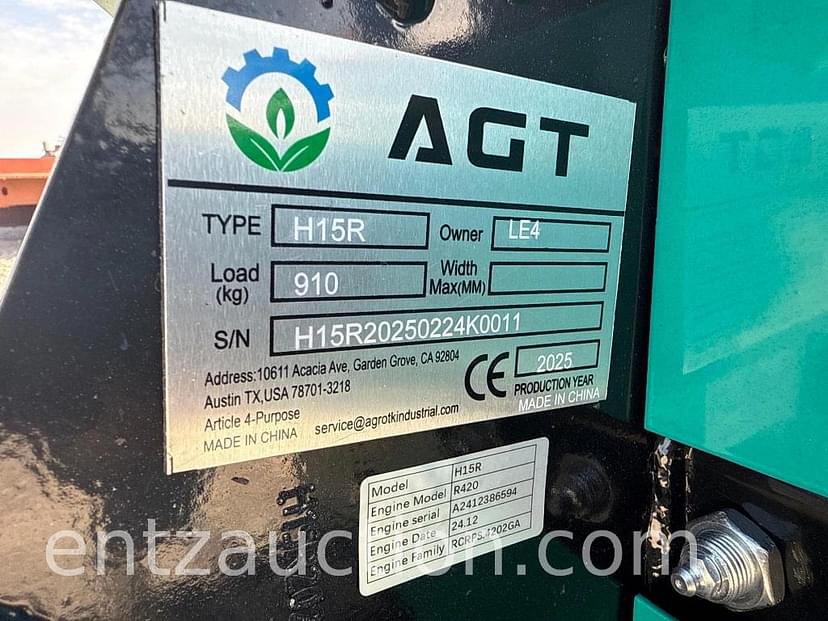 AGT
TYPE H15R Owner LE4
Load (kg) 910 Width Max(MM)
S/N H15R20250224K0011
Address:10611 Acacia Ave, Garden Grove, CA 92804
Austin TX,USA 78701-3218
Article 4-Purpose
MADE IN CHINA
service@agrotkindustrial.com
CE
2025
PRODUCTION YEAR
MADE IN CHINA
Model H15R
Engine Model R420
Engine serial A2412386594
Engine Date 24.12
Engine Family RCRPS.4202GA
entzauction.com